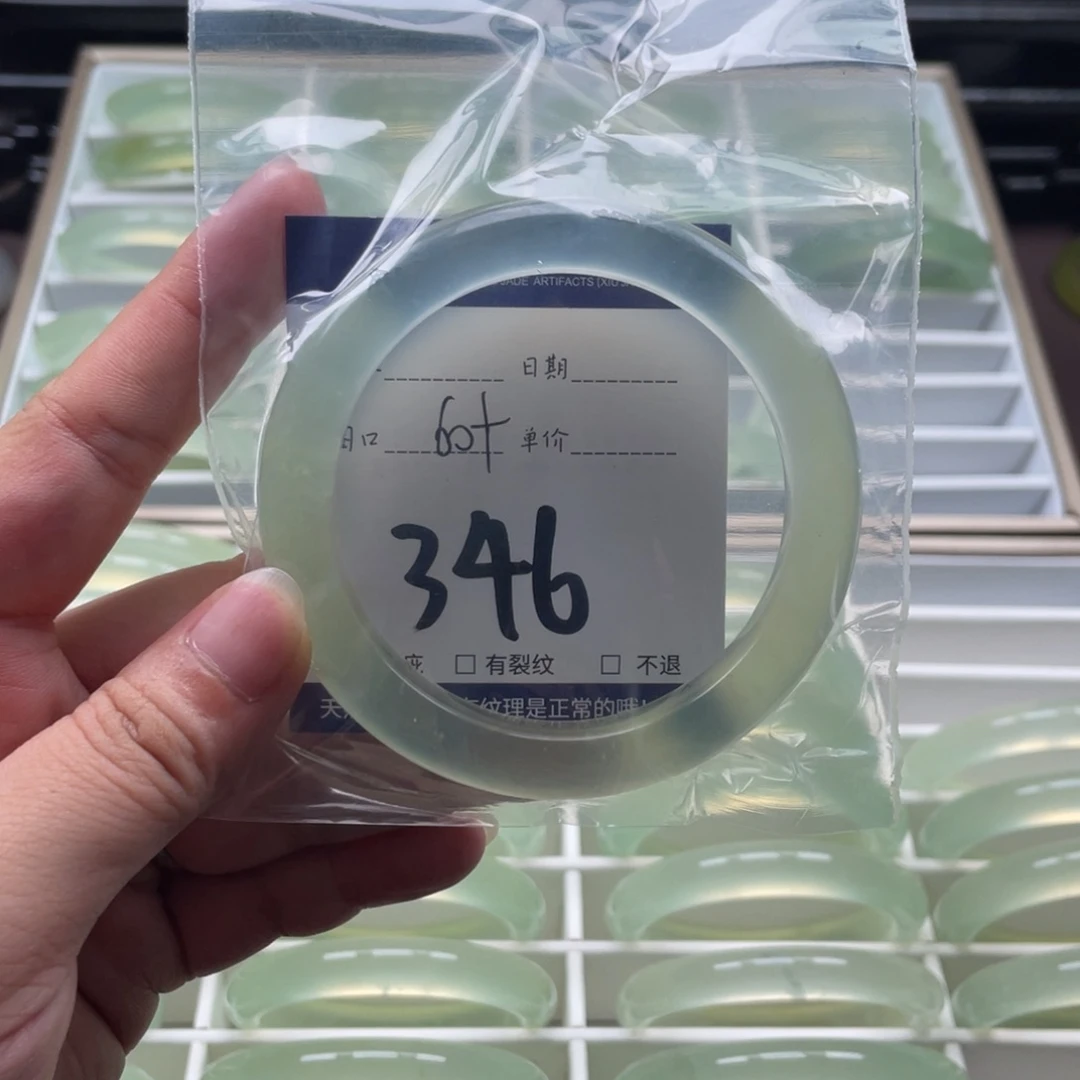 JADE ARTIFACTS
日期
口 60+ 单价
346
□ 有裂纹 □ 不退
纹理是正常的哦!